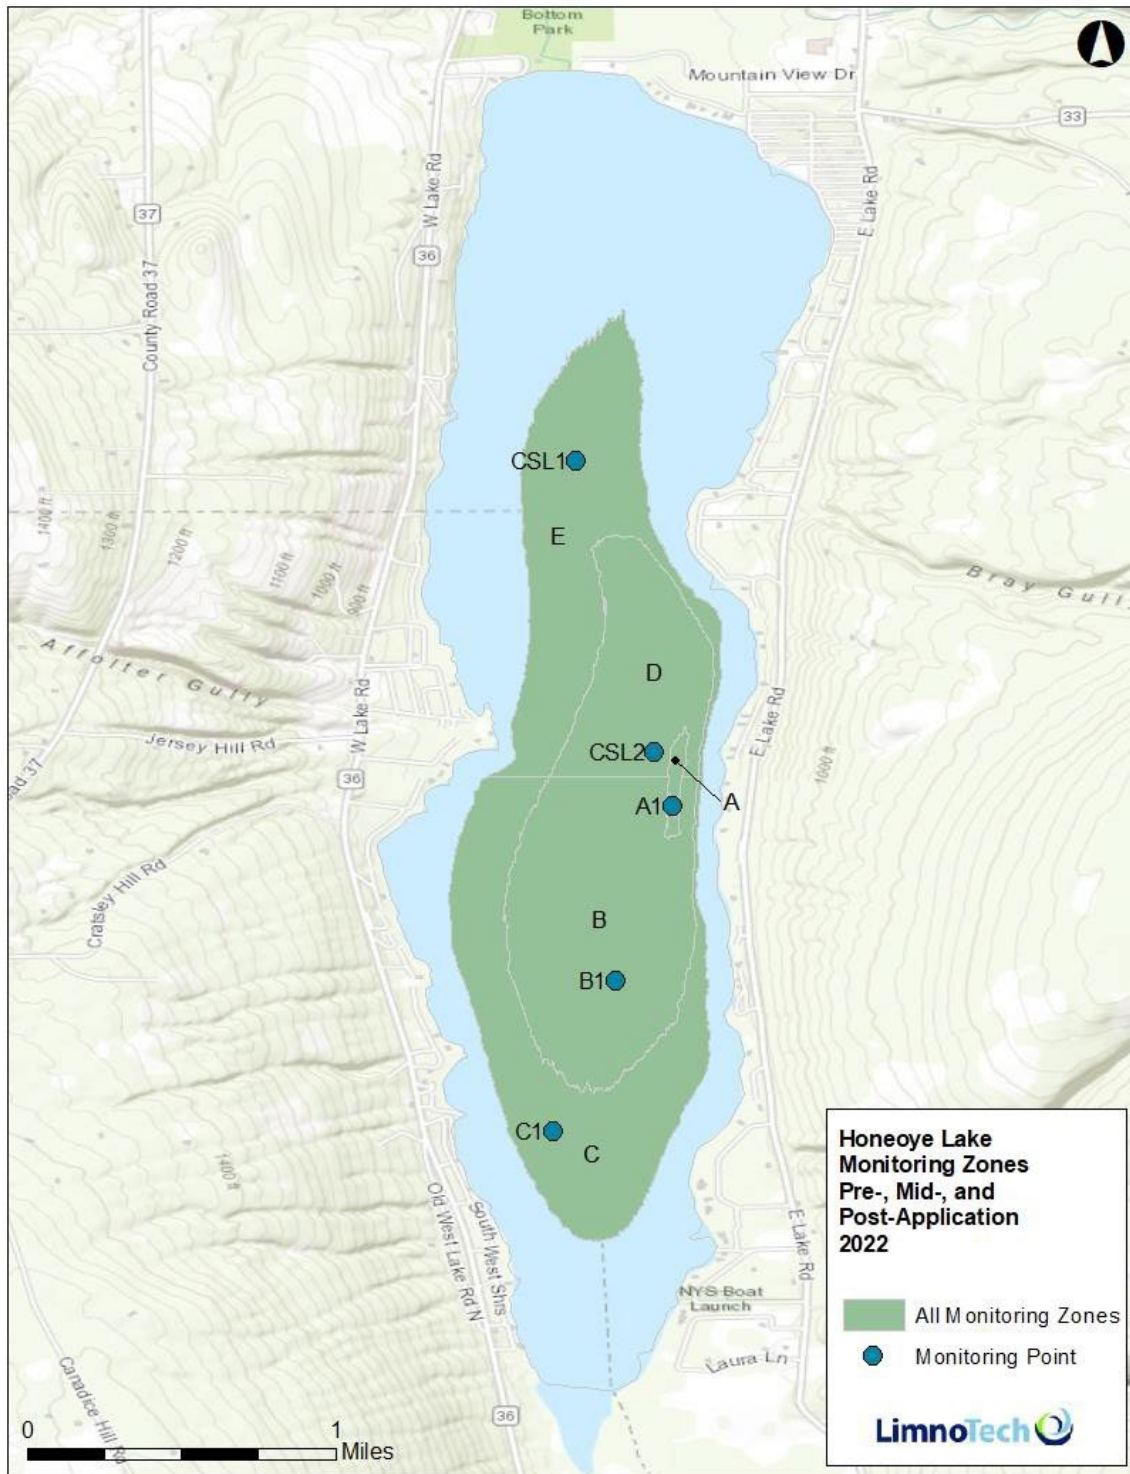 Bottom
Park
Mountain View Dr
33
W Lake Rd
E Lake Rd
37
36
County Road 37
CSL1
1400 ft
1300 ft
1200 ft
1100 ft
1000 ft
900 ft
E
Bray Gully
Affolter Gully
D
W Lake Rd
E Lake Rd
Jersey Hill Rd
CSL2
1000 ft
36
A
A1
Cratsley Hill Rd
B
B1
C1
C
1400 ft
Old West Lake Rd N
South West Shrs
E Lake Rd
NYS Boat
Launch
Laura Ln
Canadice Hill Rd
36
0 1
Miles
Honeoye Lake
Monitoring Zones
Pre-, Mid-, and
Post-Application
2022
All Monitoring Zones
Monitoring Point
LimnoTech